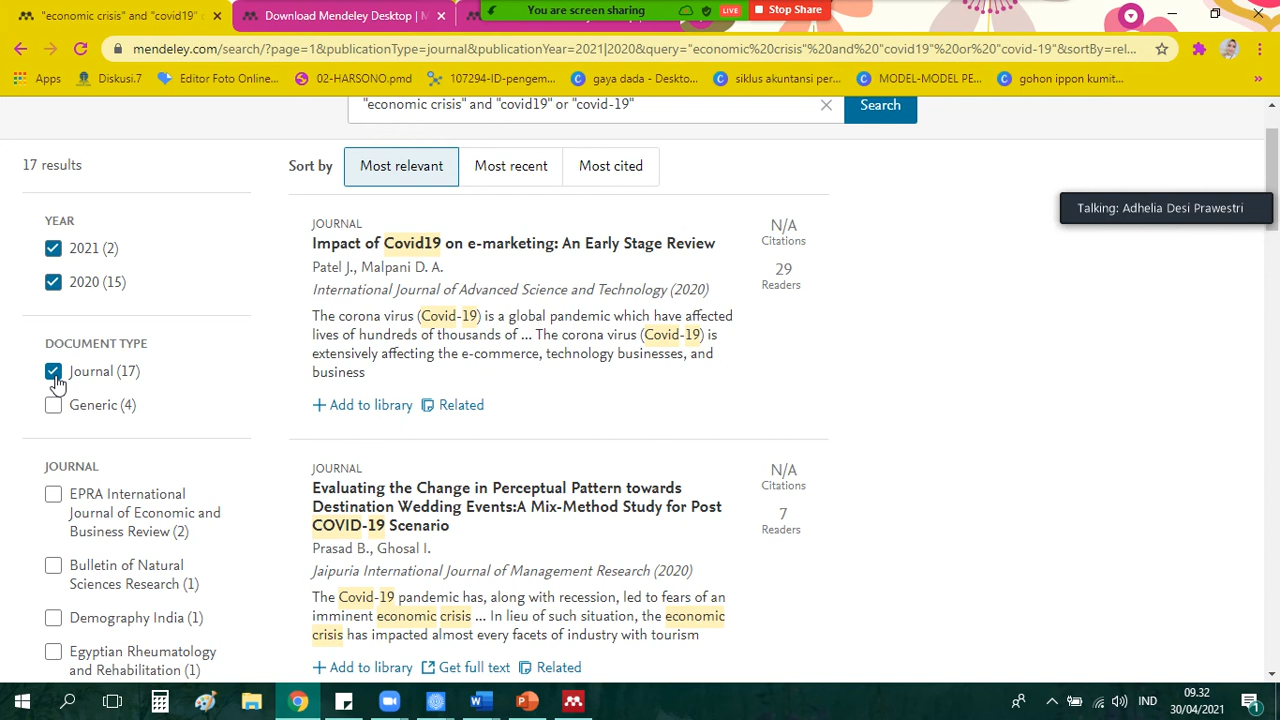 "economic crisis" and "covid19" c
Download Mendeley Desktop | M
You are screen sharing
LIVE
Stop Share
mendeley.com/search/?page=1&publicationType=journal&publicationYear=2021|2020&query="economic%20crisis"%20and%20"covid19"%20or%20"covid-19"&sortBy=rel...
Apps
Diskusi.7
Editor Foto Online...
02-HARSONO.pmd
107294-ID-pengem...
gaya dada - Deskto...
siklus akuntansi per...
MODEL-MODEL PE...
gohon ippon kumit...
"economic crisis" and "covid19" or "covid-19"
Search
17 results
Sort by
Most relevant
Most recent
Most cited
Talking: Adhelia Desi Prawestri
YEAR
2021 (2)
2020 (15)
DOCUMENT TYPE
Journal (17)
Generic (4)
JOURNAL
EPRA International
Journal of Economic and
Business Review (2)
Bulletin of Natural
Sciences Research (1)
Demography India (1)
Egyptian Rheumatology
and Rehabilitation (1)
JOURNAL
Impact of Covid19 on e-marketing: An Early Stage Review
Patel J., Malpani D. A.
International Journal of Advanced Science and Technology (2020)
The corona virus (Covid-19) is a global pandemic which have affected
lives of hundreds of thousands of ... The corona virus (Covid-19) is
extensively affecting the e-commerce, technology businesses, and
business
Add to library
Related
N/A
Citations
29
Readers
JOURNAL
Evaluating the Change in Perceptual Pattern towards
Destination Wedding Events:A Mix-Method Study for Post
COVID-19 Scenario
Prasad B., Ghosal I.
Jaipuria International Journal of Management Research (2020)
The Covid-19 pandemic has, along with recession, led to fears of an
imminent economic crisis ... In lieu of such situation, the economic
crisis has impacted almost every facets of industry with tourism
Add to library
Get full text
Related
N/A
Citations
7
Readers
IND
09.32
30/04/2021
1